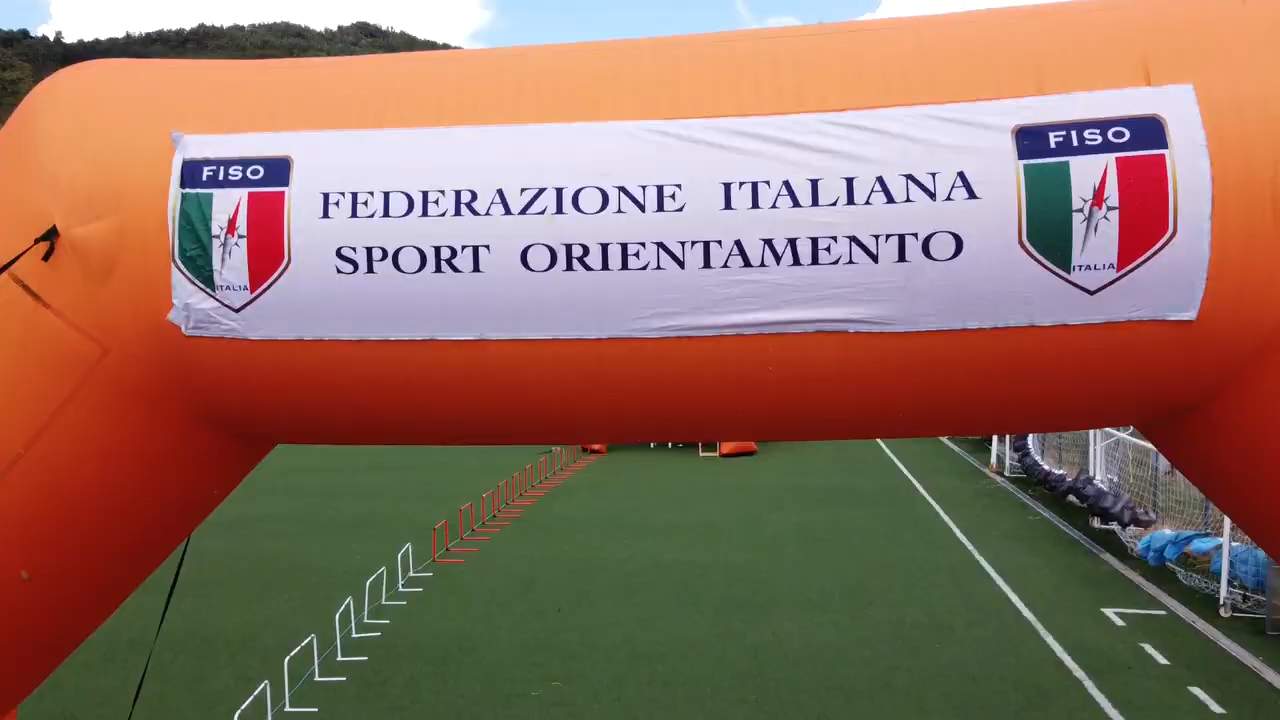 FISO
ITALIA
FEDERAZIONE ITALIANA
SPORT ORIENTAMENTO
FISO
ITALIA